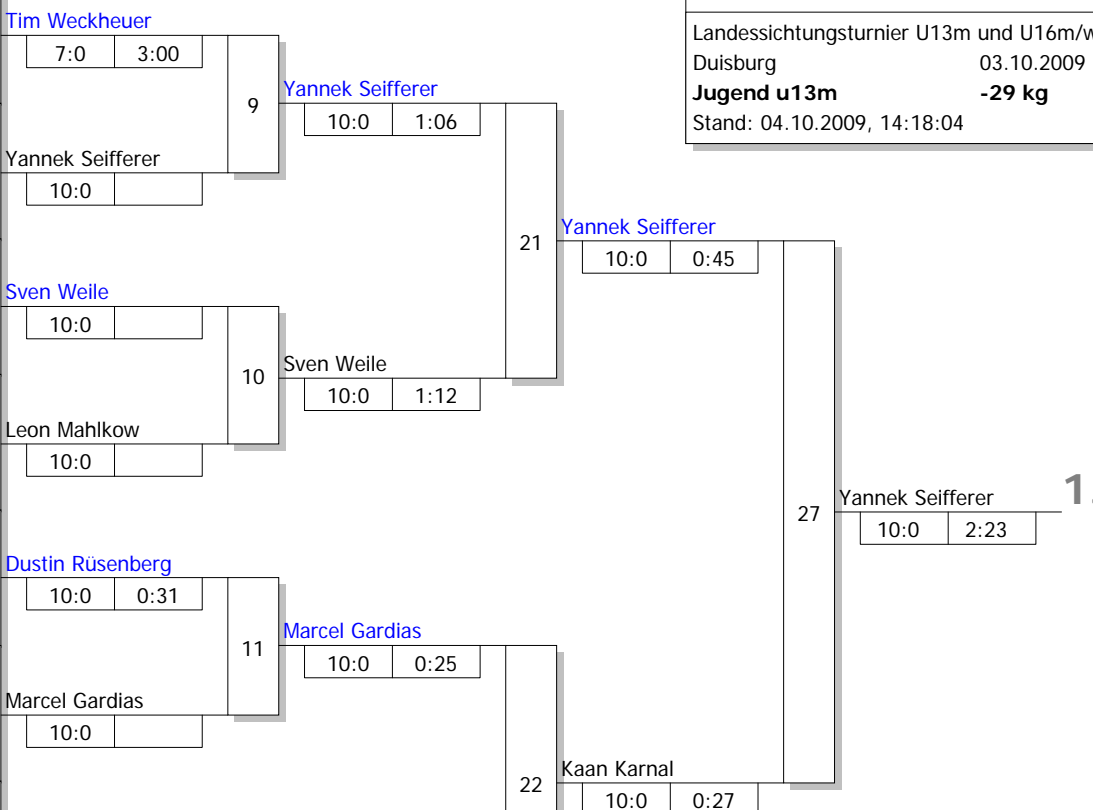 Tim Weckheuer
7:0 3:00
9
Yannek Seifferer
10:0
Yannek Seifferer
10:0 1:06
Sven Weile
10:0
10
Leon Mahlkow
10:0
Sven Weile
10:0 1:12
21
Yannek Seifferer
10:0 0:45
Dustin Rüsenberg
10:0 0:31
11
Marcel Gardias
10:0
Marcel Gardias
10:0 0:25
22
Kaan Karnal
10:0 0:27
27
Yannek Seifferer
10:0 2:23
1.
Landessichtungsturnier U13m und U16m/w
Duisburg 03.10.2009
Jugend u13m -29 kg
Stand: 04.10.2009, 14:18:04